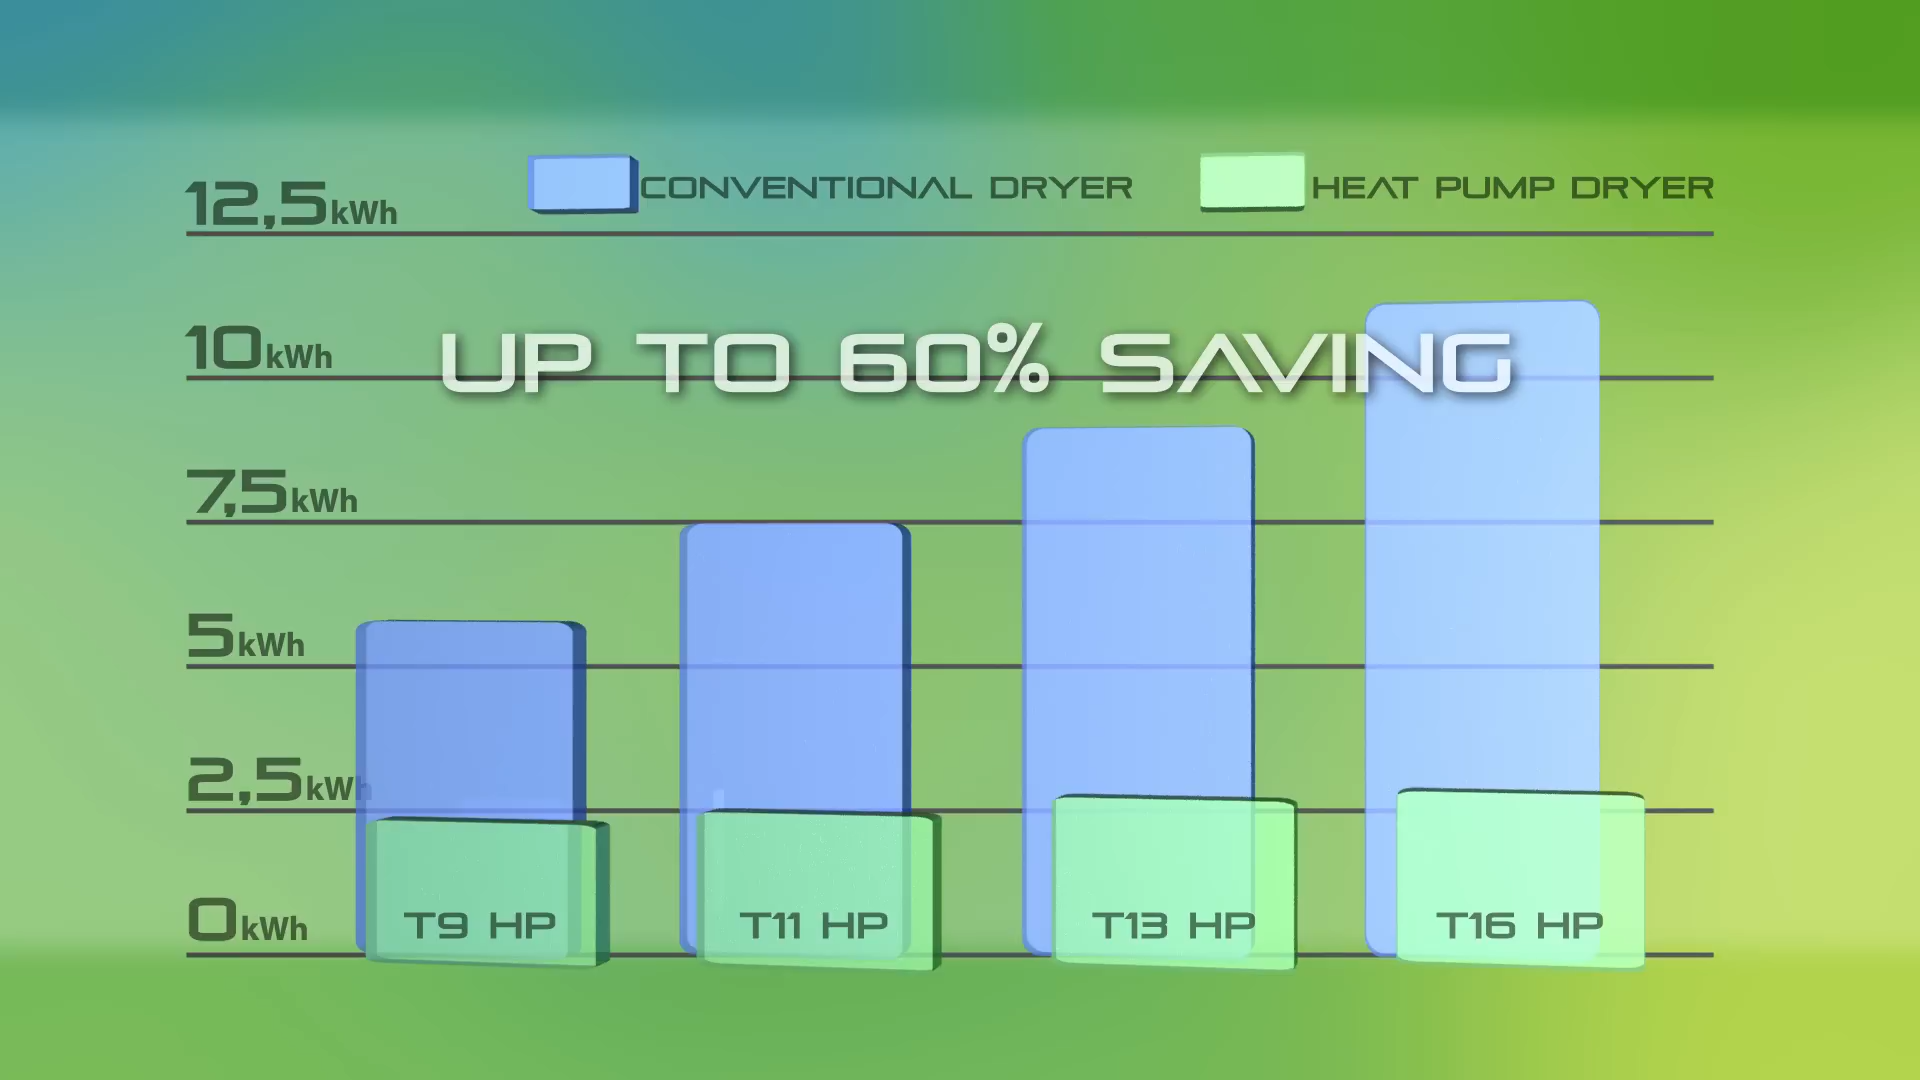 12,5kWh
CONVENTIONAL DRYER
HEAT PUMP DRYER
10kWh
UP TO 60% SAVING
7,5kWh
5kWh
2,5kWh
0kWh
T9 HP
T11 HP
T13 HP
T16 HP